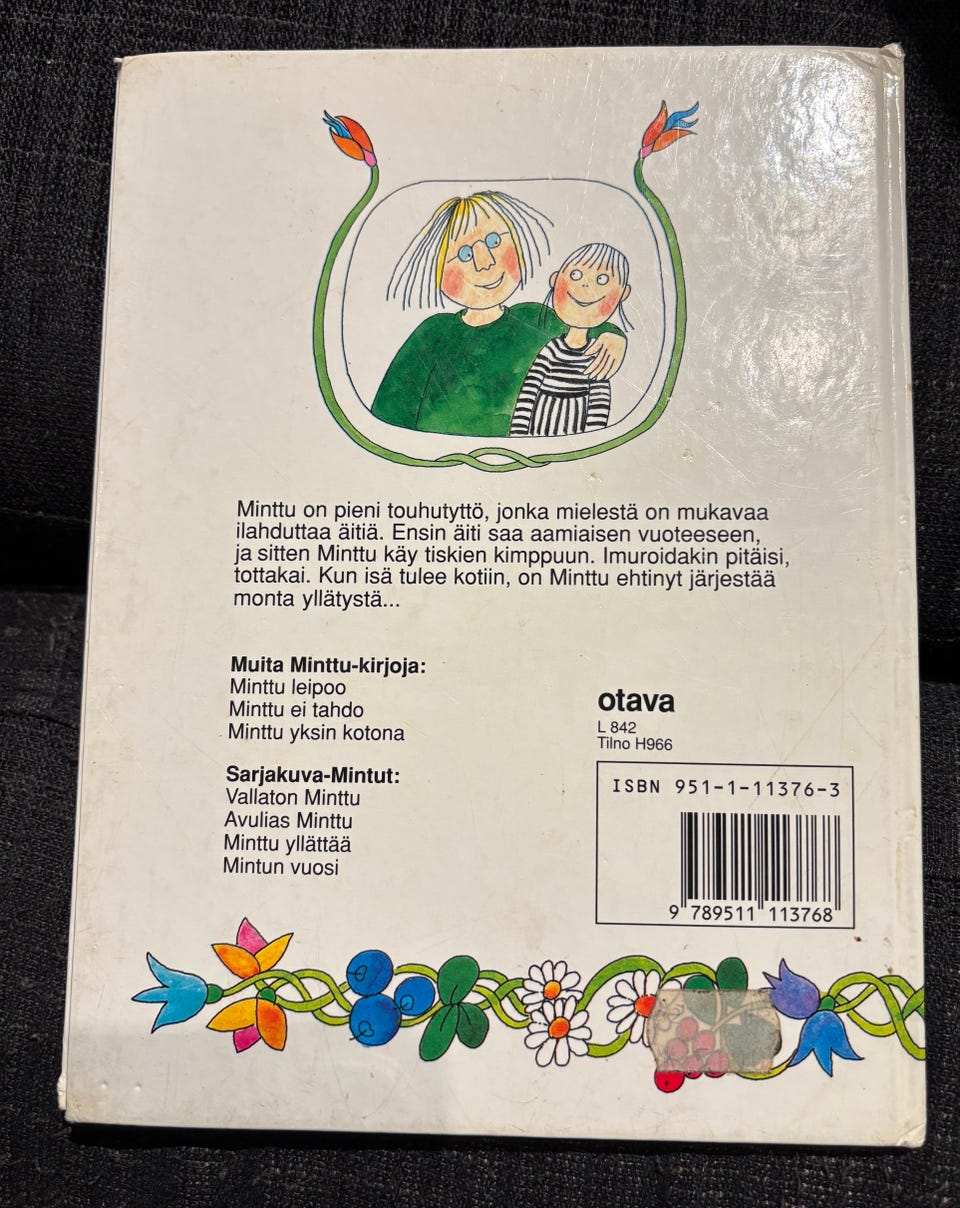 Minttu on pieni touhutyttö, jonka mielestä on mukavaa
ilahduttaa äitiä. Ensin äiti saa aamiaisen vuoteeseen,
ja sitten Minttu käy tiskien kimppuun. Imuroidakin pitäisi,
tottakai. Kun isä tulee kotiin, on Minttu ehtinyt järjestää
monta yllätystä...
Muita Minttu-kirjoja:
Minttu leipoo
Minttu ei tahdo
Minttu yksin kotona
Sarjakuva-Mintut:
Vallaton Minttu
Avulias Minttu
Minttu yllättää
Mintun vuosi
otava
L 842
Tilno H966
ISBN 951-1-11376-3
9 789511 113768